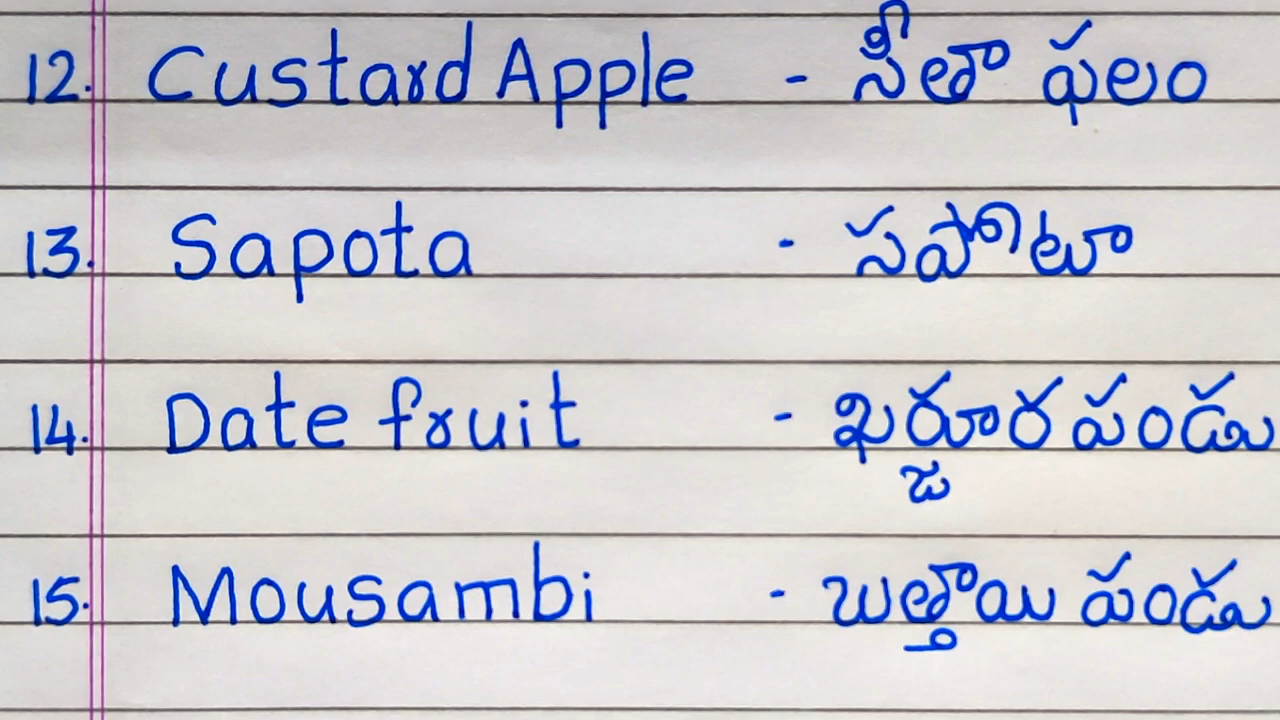 12. Custard Apple - సీతా ఫలం
13. Sapota - సపోటా
14. Date fruit - ఖర్జూర పండు
15. Mousambi - బత్తాయి పండు